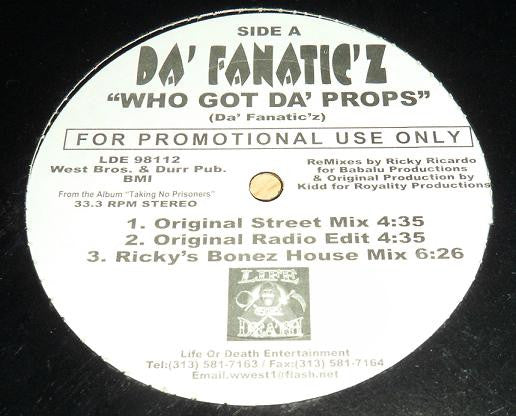 SIDE A
DA' FANATIC'Z
"WHO GOT DA' PROPS"
(Da' Fanatic'z)
FOR PROMOTIONAL USE ONLY
LDE 98112
West Bros. & Durr Pub.
BMI
From the Album "Taking No Prisoners"
33.3 RPM STEREO
ReMixes by Ricky Ricardo
for Babalu Productions
& Original Production by
Kidd for Royality Productions
1. Original Street Mix 4:35
2. Original Radio Edit 4:35
3. Ricky's Bonez House Mix 6:26
LIFE
OR
DEATH
Life Or Death Entertainment
Tel:(313) 581-7163 / Fax:(313) 581-7164
Email.wwest1@flash.net